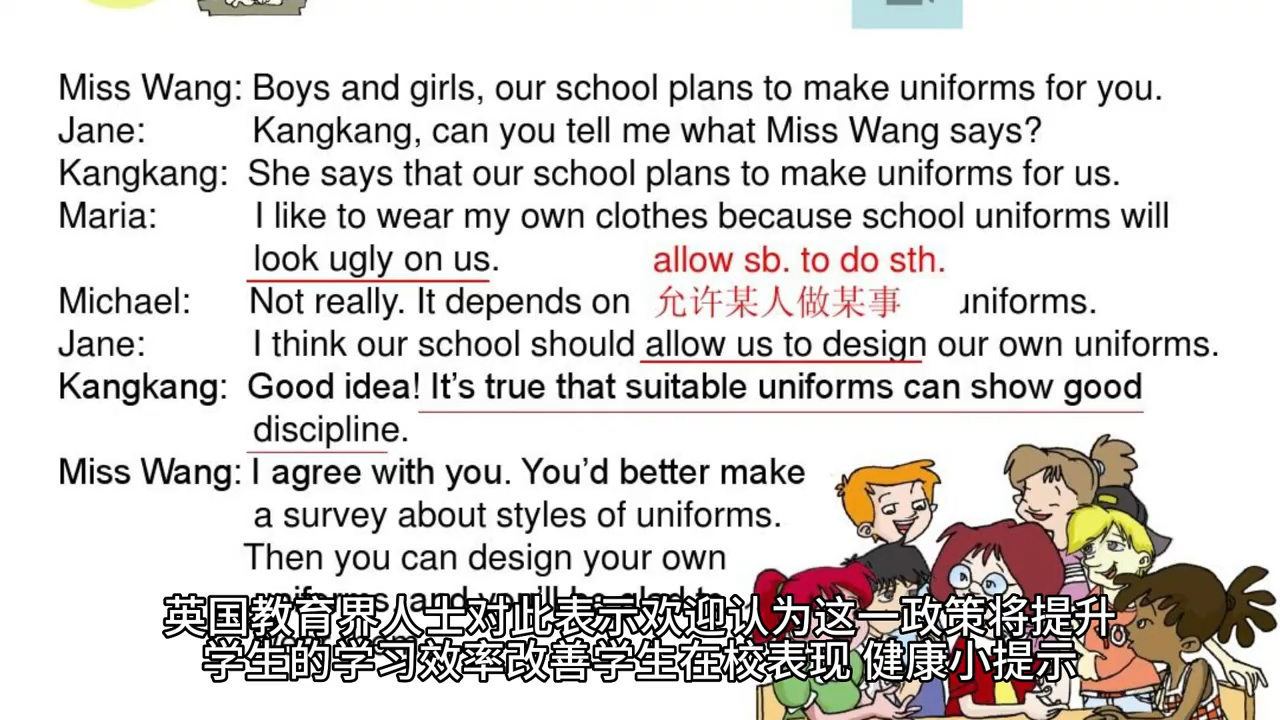 Miss Wang: Boys and girls, our school plans to make uniforms for you.
Jane: Kangkang, can you tell me what Miss Wang says?
Kangkang: She says that our school plans to make uniforms for us.
Maria: I like to wear my own clothes because school uniforms will
look ugly on us.
allow sb. to do sth.
Michael: Not really. It depends on
允许某人做某事
uniforms.
Jane: I think our school should allow us to design our own uniforms.
Kangkang: Good idea! It’s true that suitable uniforms can show good
discipline.
Miss Wang: I agree with you. You’d better make
a survey about styles of uniforms.
Then you can design your own
uniforms, and you'll be glad to
英国教育界人士对此表示欢迎认为这一政策将提升
学生的学习效率改善学生在校表现 健康小提示